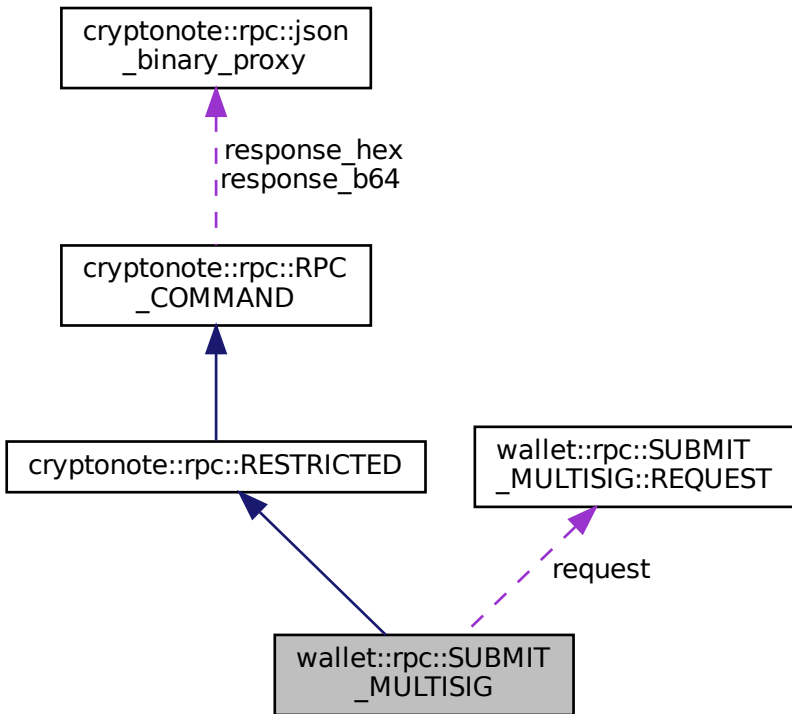 cryptonote::rpc::json
_binary_proxy
response_hex
response_b64
cryptonote::rpc::RPC
_COMMAND
cryptonote::rpc::RESTRICTED
wallet::rpc::SUBMIT
_MULTISIG::REQUEST
request
wallet::rpc::SUBMIT
_MULTISIG